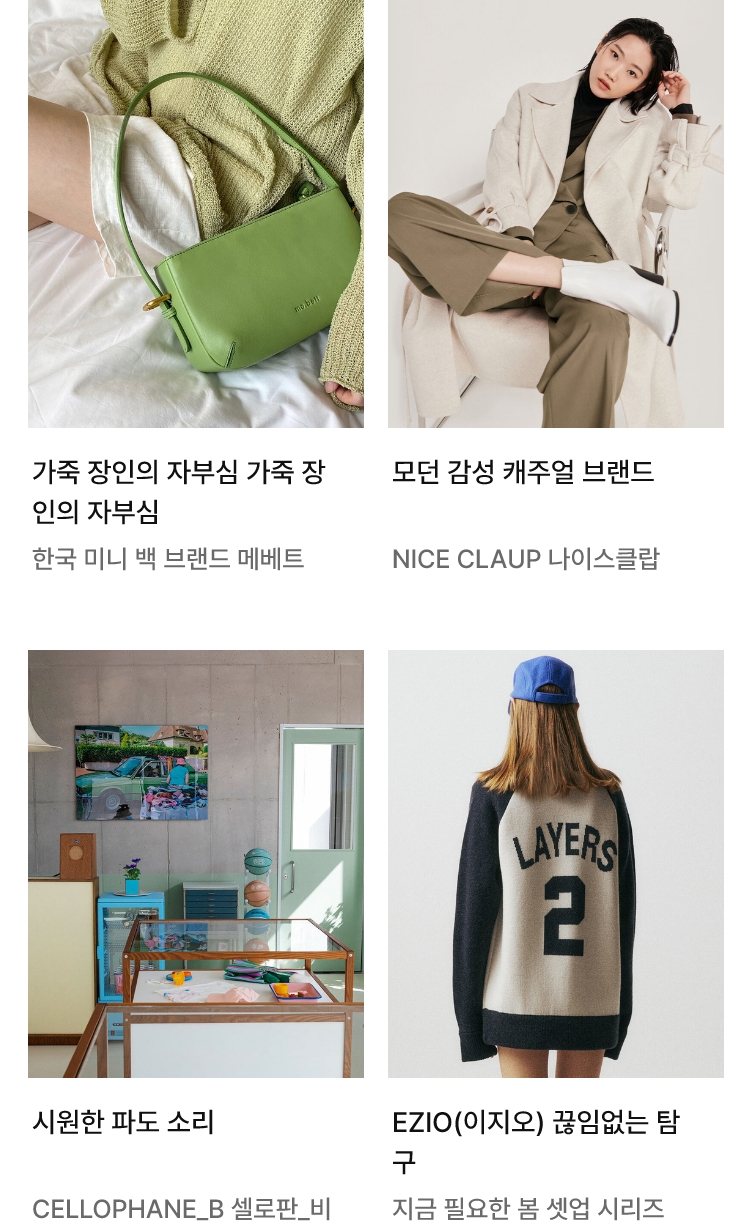 가죽 장인의 자부심 가죽 장
인의 자부심
한국 미니 백 브랜드 메베트
모던 감성 캐주얼 브랜드
NICE CLAUP 나이스클랍
LAYERS
2
시원한 파도 소리
CELLOPHANE_B 셀로판_비
EZIO(이지오) 끊임없는 탐
구
지금 필요한 봄 셋업 시리즈